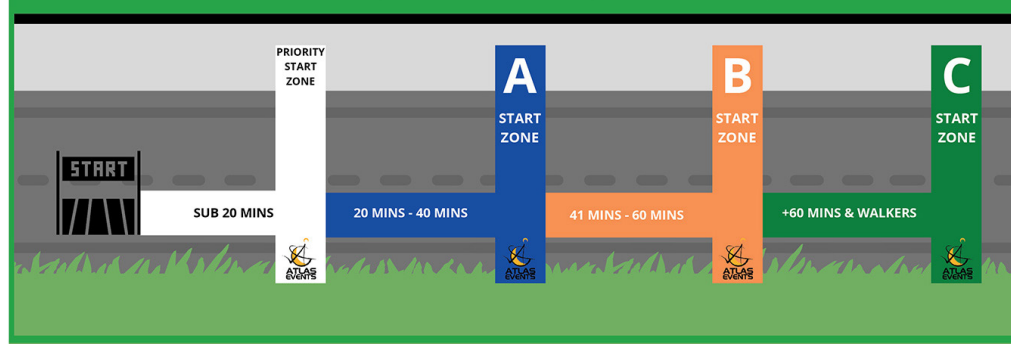 PRIORITY
START
ZONE
A
START
ZONE
B
START
ZONE
C
START
ZONE
START
SUB 20 MINS
20 MINS - 40 MINS
41 MINS - 60 MINS
+60 MINS & WALKERS
ATLAS
EVENTS
ATLAS
EVENTS
ATLAS
EVENTS
ATLAS
EVENTS